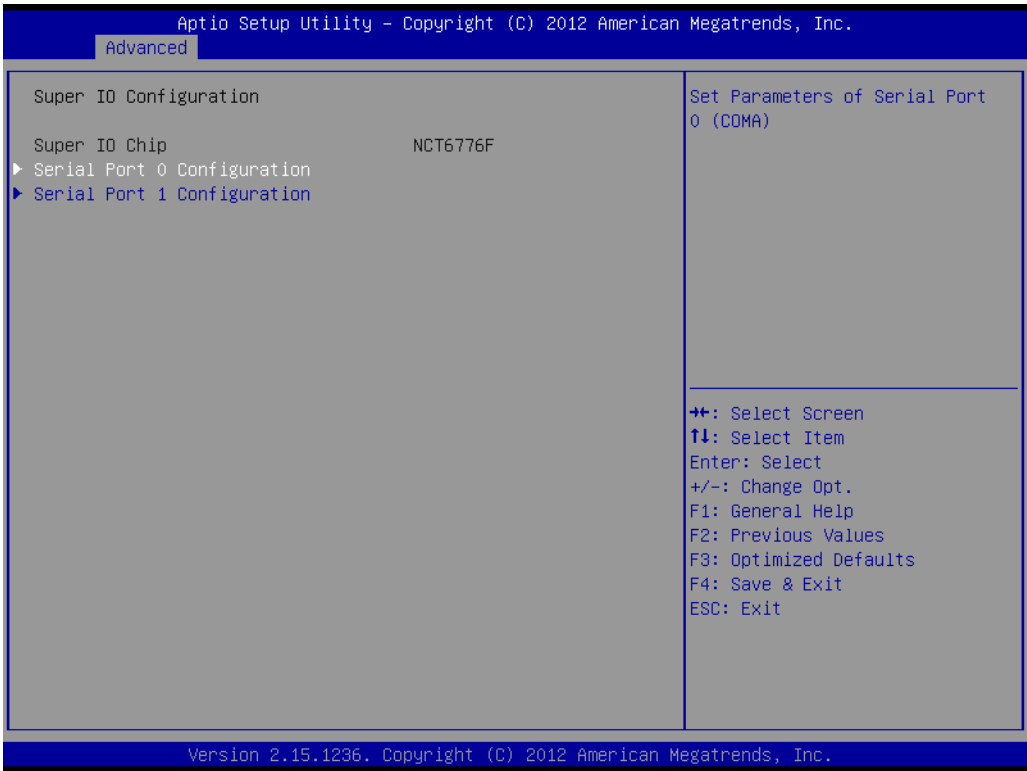 Aptio Setup Utility – Copyright (C) 2012 American Megatrends, Inc.
Advanced
Super IO Configuration
Super IO Chip NCT6776F
▶ Serial Port 0 Configuration
▶ Serial Port 1 Configuration
Set Parameters of Serial Port
0 (COMA)
→←: Select Screen
↑↓: Select Item
Enter: Select
+/-: Change Opt.
F1: General Help
F2: Previous Values
F3: Optimized Defaults
F4: Save & Exit
ESC: Exit
Version 2.15.1236. Copyright (C) 2012 American Megatrends, Inc.